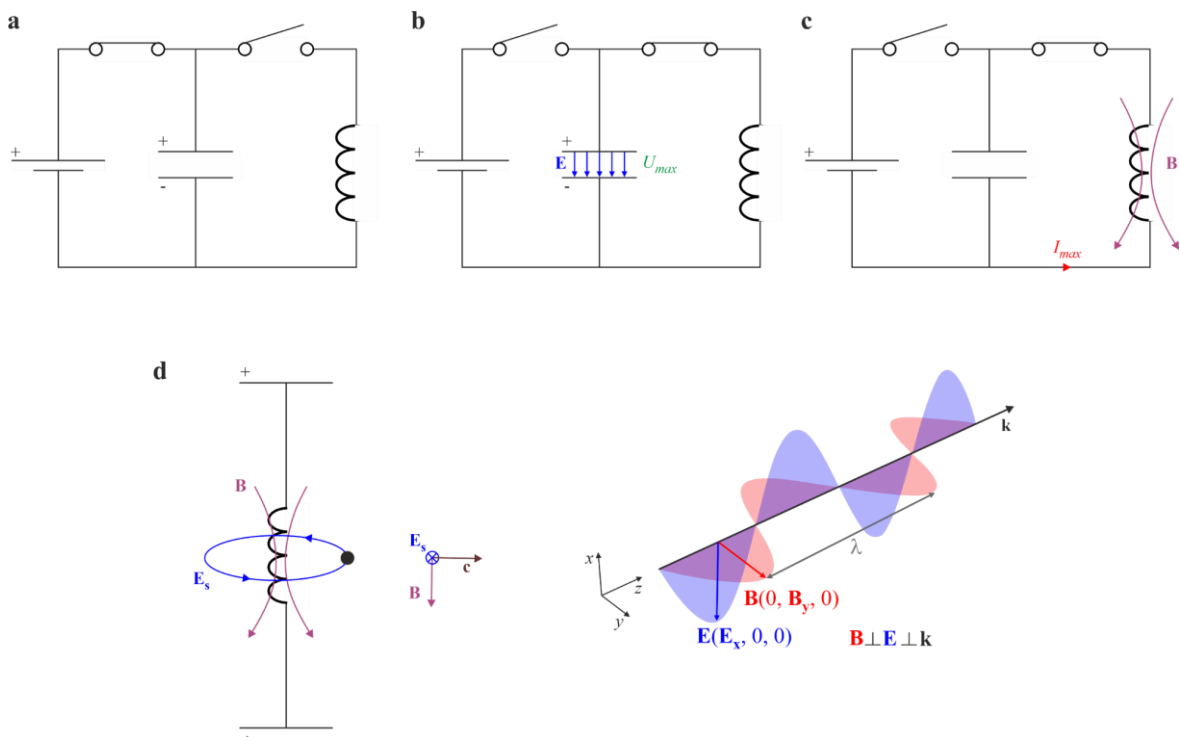 a
b
c
+
+
-
+
+
E
U_max
-
+
B
I_max
d
+
B
E_s
E_s
c
B
k
λ
x
z
y
B(0, B_y, 0)
E(E_x, 0, 0)
B⊥E⊥k